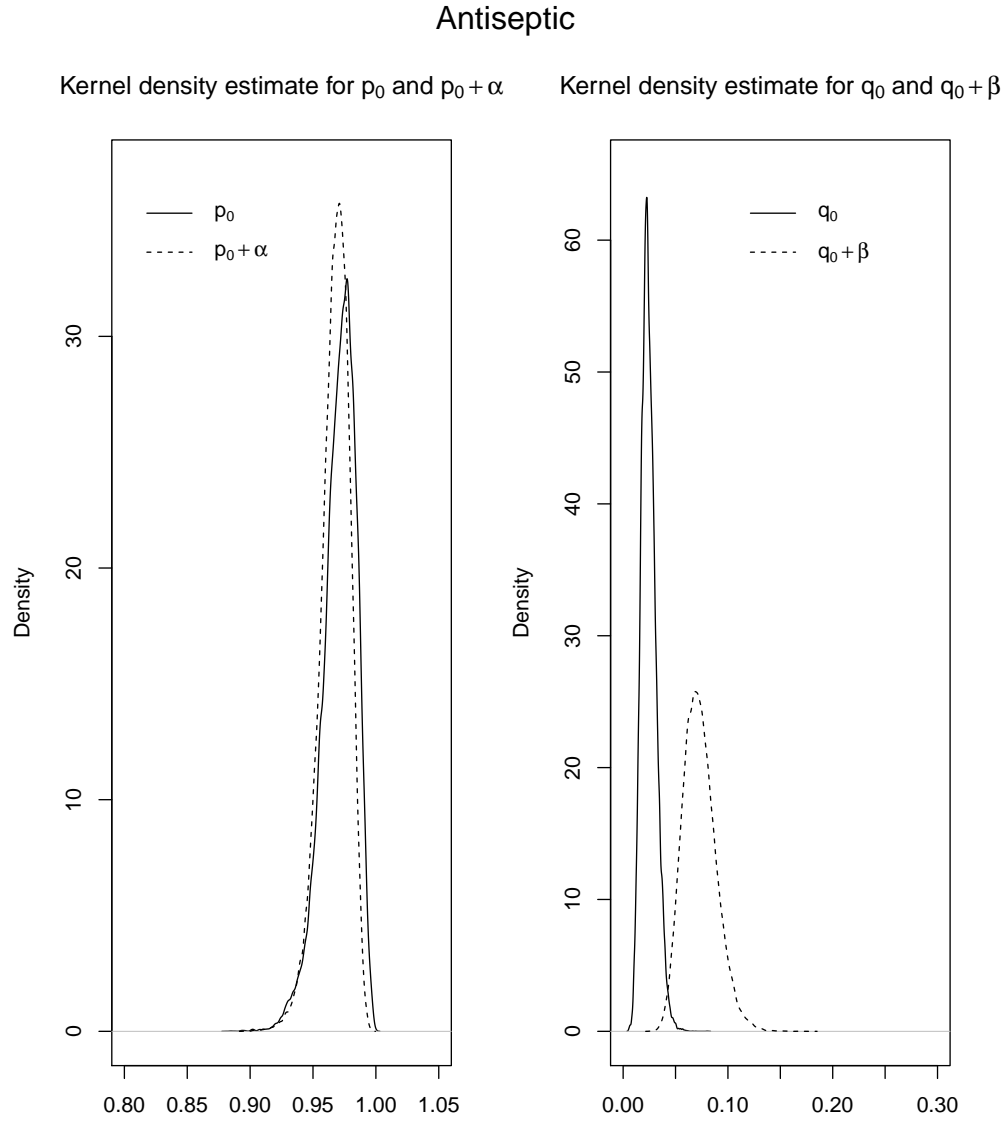 Antiseptic
Kernel density estimate for p₀ and p₀ + α
Density
30
20
10
0
p₀
p₀ + α
0.80 0.85 0.90 0.95 1.00 1.05
Kernel density estimate for q₀ and q₀ + β
Density
60
50
40
30
20
10
0
q₀
q₀ + β
0.00 0.10 0.20 0.30